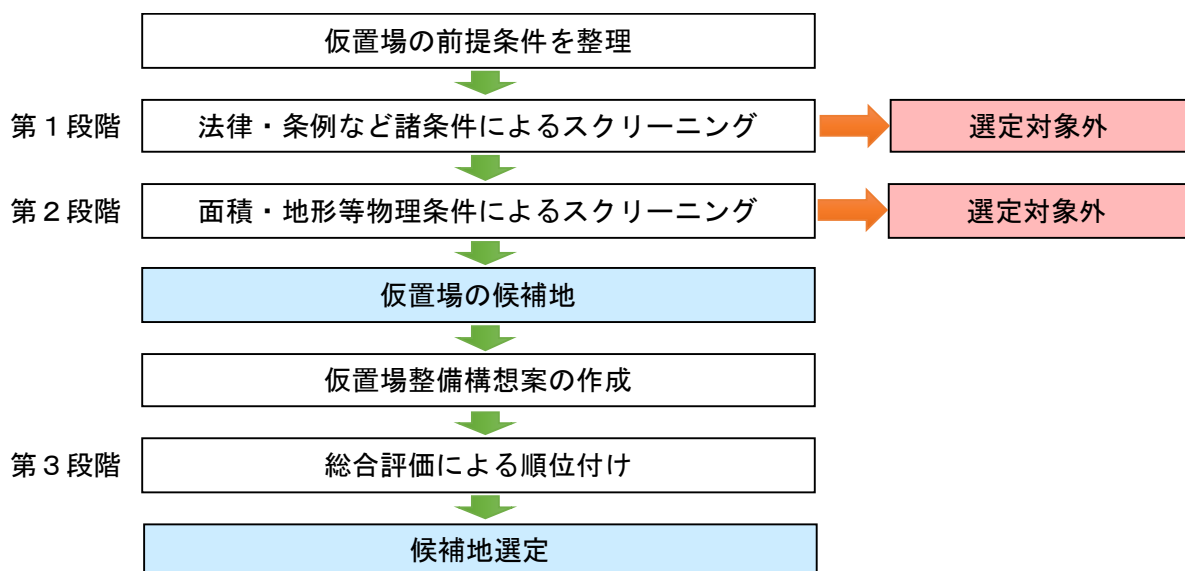 仮置場の前提条件を整理
第１段階
法律・条例など諸条件によるスクリーニング
選定対象外
第２段階
面積・地形等物理条件によるスクリーニング
選定対象外
仮置場の候補地
仮置場整備構想案の作成
第３段階
総合評価による順位付け
候補地選定